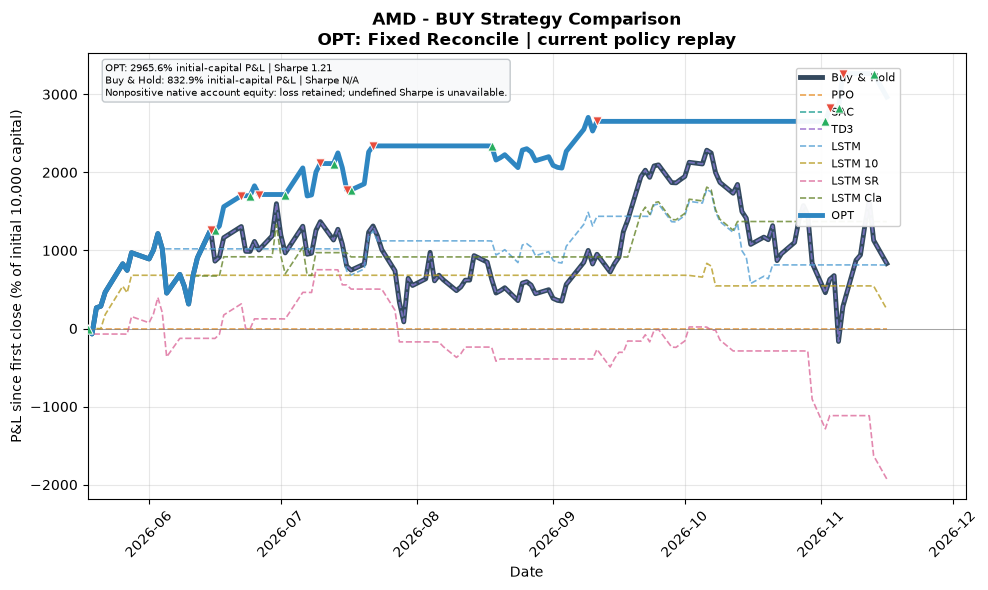 AMD - BUY Strategy Comparison
OPT: Fixed Reconcile | current policy replay
OPT: 2965.6% initial-capital P&L | Sharpe 1.21
Buy & Hold: 832.9% initial-capital P&L | Sharpe N/A
Nonpositive native account equity: loss retained; undefined Sharpe is unavailable.
Buy & Hold
PPO
SAC
TD3
LSTM
LSTM 10
LSTM SR
LSTM Cla
OPT
P&L since first close (% of initial 10,000 capital)
3000
2000
1000
0
−1000
−2000
2026-06
2026-07
2026-08
2026-09
2026-10
2026-11
2026-12
Date